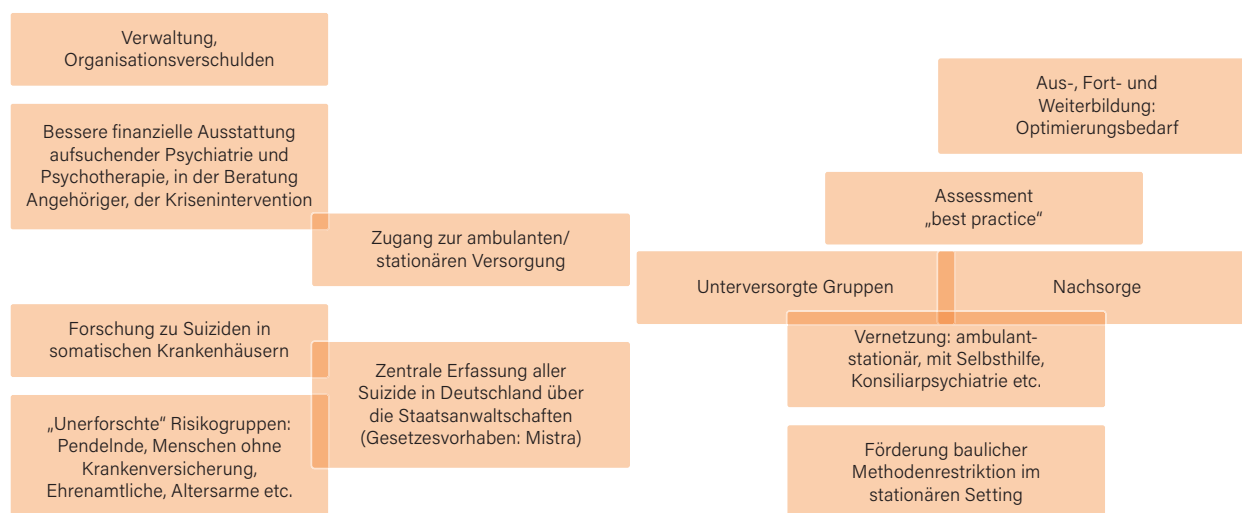 Verwaltung,
Organisationsverschulden
Bessere finanzielle Ausstattung
aufsuchender Psychiatrie und
Psychotherapie, in der Beratung
Angehöriger, der Krisenintervention
Zugang zur ambulanten/
stationären Versorgung
Forschung zu Suiziden in
somatischen Krankenhäusern
Zentrale Erfassung aller
Suizide in Deutschland über
die Staatsanwaltschaften
(Gesetzesvorhaben: Mistra)
„Unerforschte“ Risikogruppen:
Pendelnde, Menschen ohne
Krankenversicherung,
Ehrenamtliche, Altersarme etc.
Aus-, Fort- und
Weiterbildung:
Optimierungsbedarf
Assessment
„best practice“
Unterversorgte Gruppen
Nachsorge
Vernetzung: ambulant-
stationär, mit Selbsthilfe,
Konsiliarpsychiatrie etc.
Förderung baulicher
Methodenrestriktion im
stationären Setting